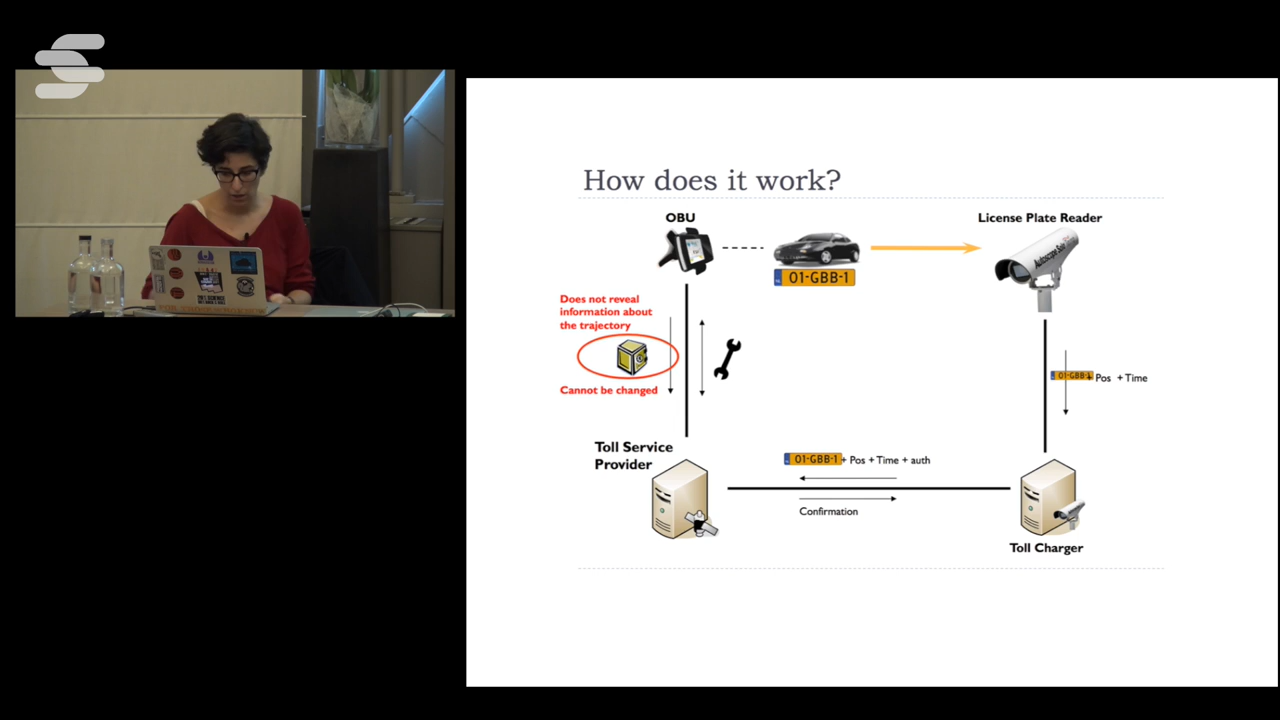 How does it work?
OBU
License Plate Reader
01-GBB-1
Autoscope Solo
Does not reveal
information about
the trajectory
Cannot be changed
01-GBB-1 + Pos + Time
Toll Service
Provider
01-GBB-1 + Pos + Time + auth
Confirmation
Toll Charger